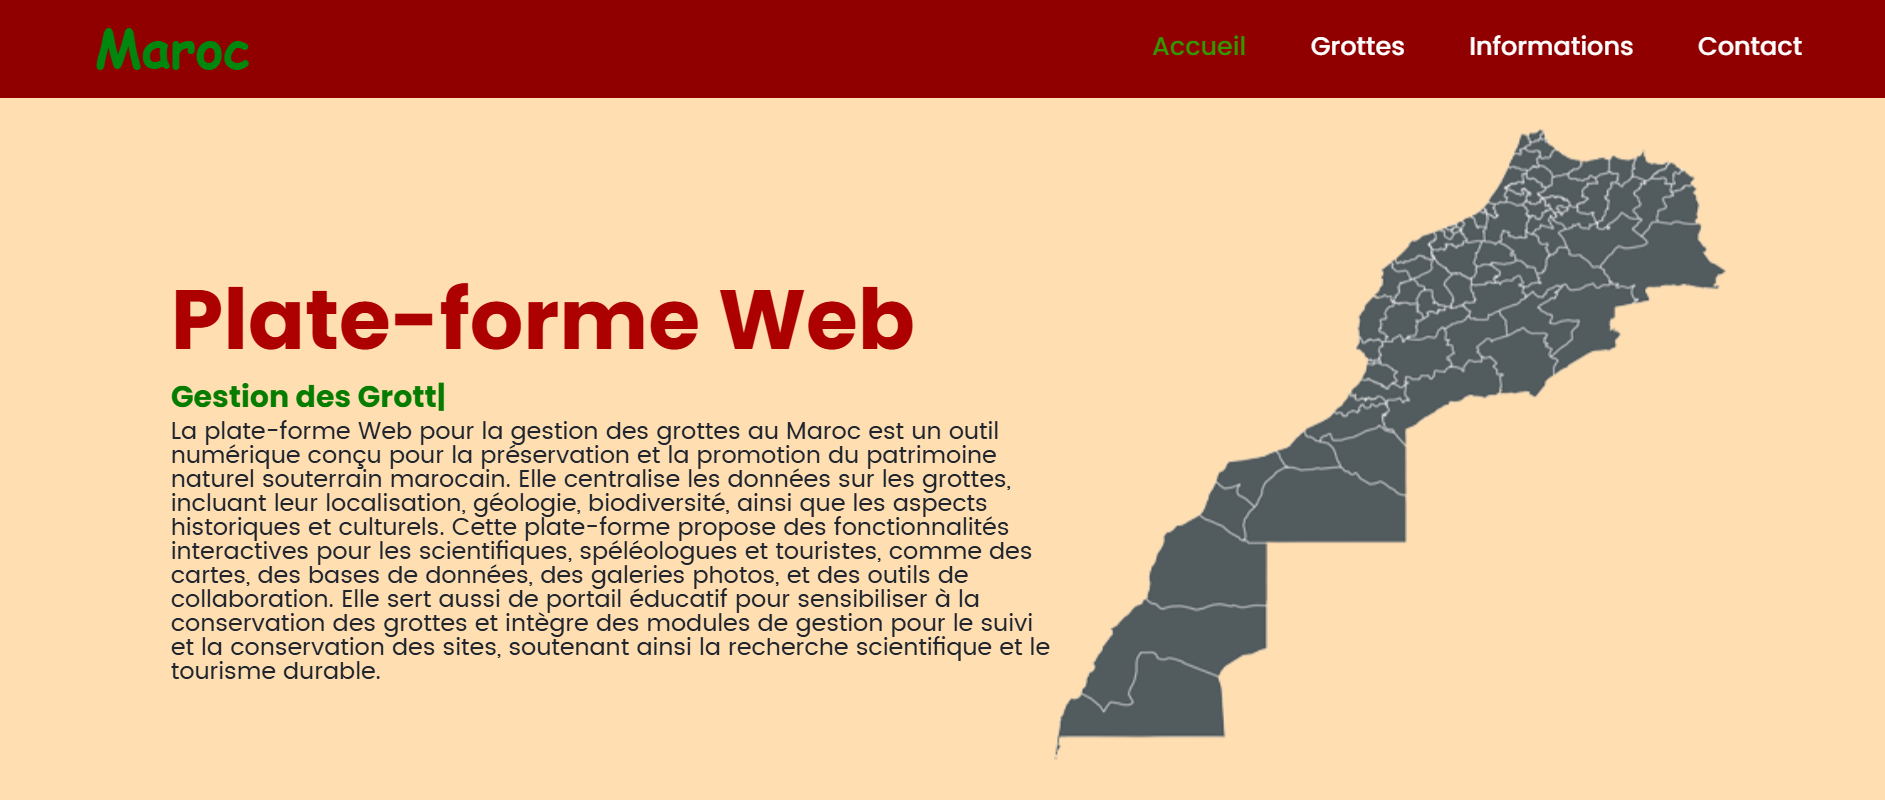 Maroc
Accueil Grottes Informations Contact
Plate-forme Web
Gestion des Grott|
La plate-forme Web pour la gestion des grottes au Maroc est un outil
numérique conçu pour la préservation et la promotion du patrimoine
naturel souterrain marocain. Elle centralise les données sur les grottes,
incluant leur localisation, géologie, biodiversité, ainsi que les aspects
historiques et culturels. Cette plate-forme propose des fonctionnalités
interactives pour les scientifiques, spéléologues et touristes, comme des
cartes, des bases de données, des galeries photos, et des outils de
collaboration. Elle sert aussi de portail éducatif pour sensibiliser à la
conservation des grottes et intègre des modules de gestion pour le suivi
et la conservation des sites, soutenant ainsi la recherche scientifique et le
tourisme durable.